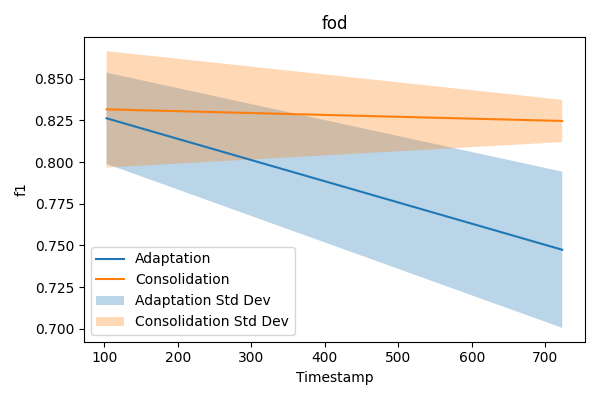 fod
f1
0.850
0.825
0.800
0.775
0.750
0.725
0.700
Adaptation
Consolidation
Adaptation Std Dev
Consolidation Std Dev
100 200 300 400 500 600 700
Timestamp